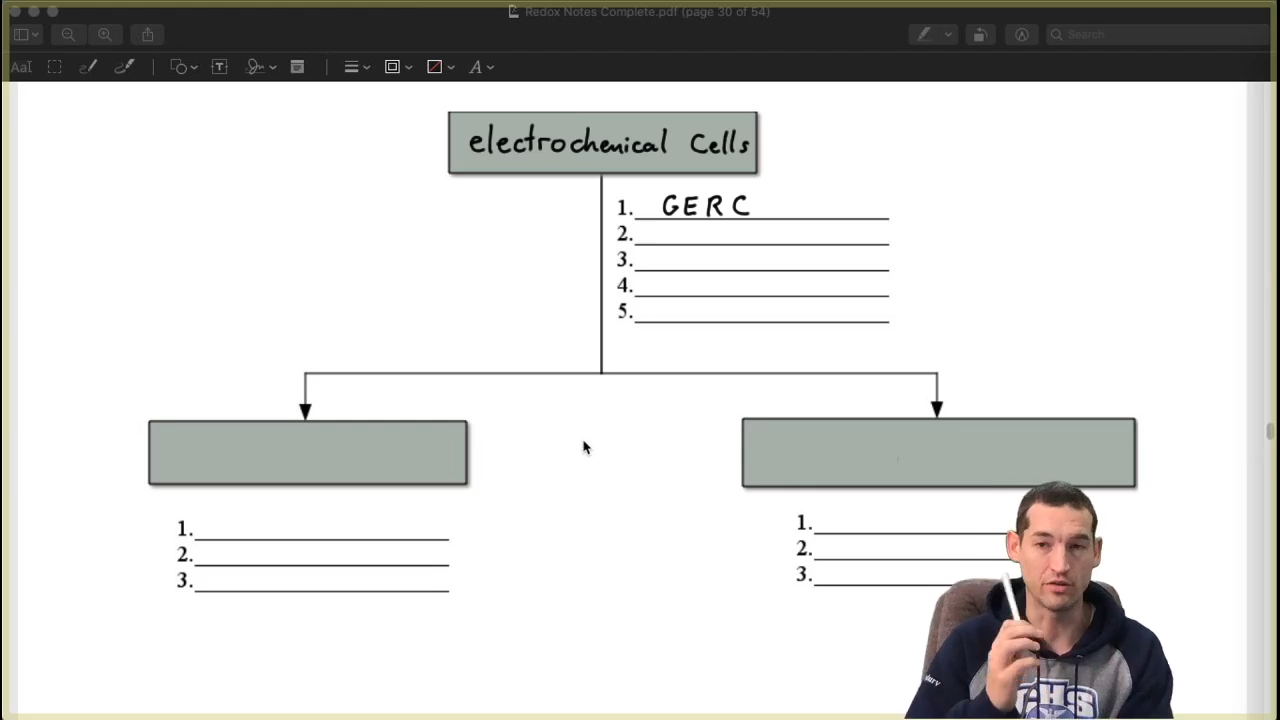 Redox Notes Complete.pdf (page 30 of 54)
Search
electrochemical Cells
1. GERC
2.
3.
4.
5.
1.
2.
3.
1.
2.
3.
CHS